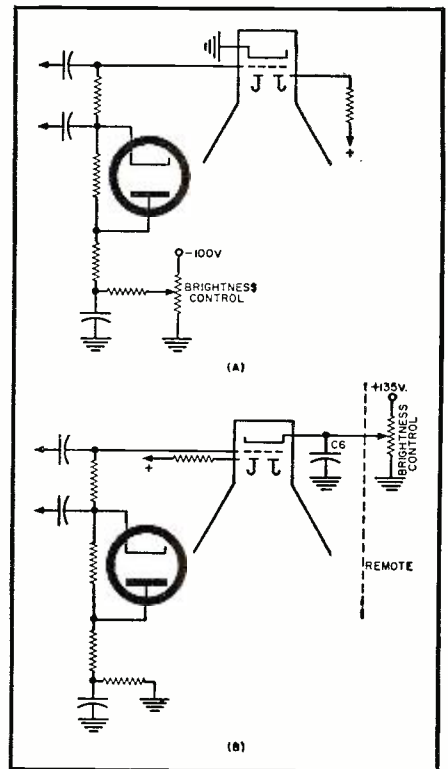 +
-100V
BRIGHTNESS
CONTROL
(A)
+135V.
BRIGHTNESS
CONTROL
+
C6
REMOTE
(B)